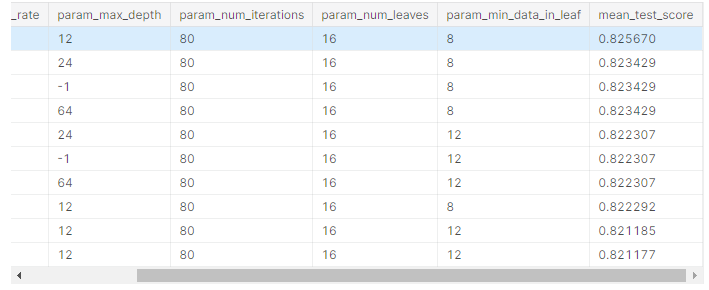 _rate param_max_depth param_num_iterations param_num_leaves param_min_data_in_leaf mean_test_score
12 80 16 8 0.825670
24 80 16 8 0.823429
-1 80 16 8 0.823429
64 80 16 8 0.823429
24 80 16 12 0.822307
-1 80 16 12 0.822307
64 80 16 12 0.822307
12 80 16 8 0.822292
12 80 16 12 0.821185
12 80 16 12 0.821177